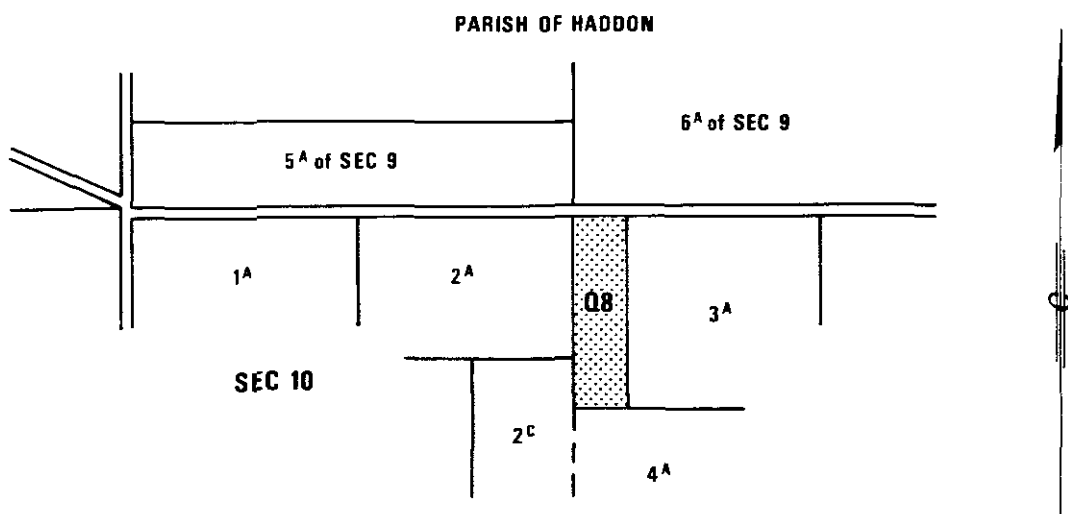 PARISH OF HADDON
6A of SEC 9
5A of SEC 9
1A
2A
Q8
3A
SEC 10
2C
4A